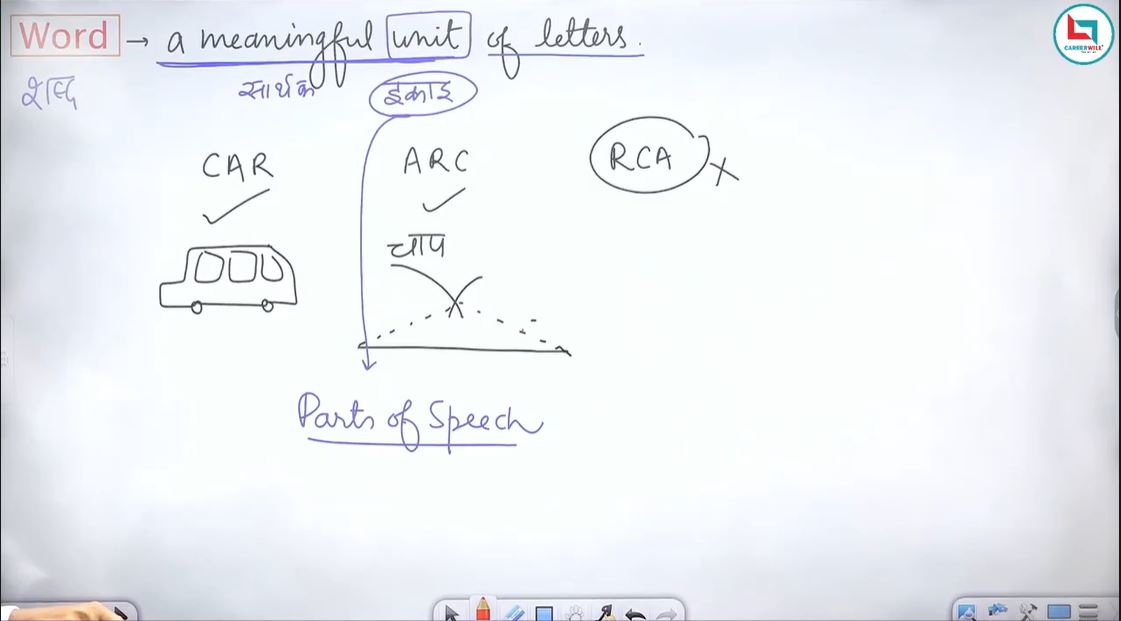 Word → a meaningful unit of letters.
शब्द सार्थक इकाई
CAR ARC RCA
चाप
Parts of Speech
CAREERWILL